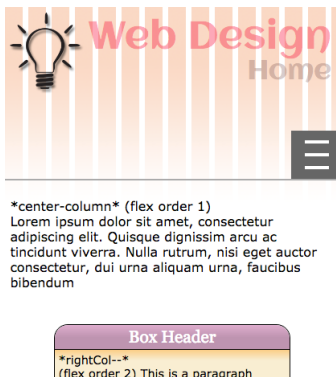 Web Design
Home
*center-column* (flex order 1)
Lorem ipsum dolor sit amet, consectetur
adipiscing elit. Quisque dignissim arcu ac
tincidunt viverra. Nulla rutrum, nisi eget auctor
consectetur, dui urna aliquam urna, faucibus
bibendum
Box Header
*rightCol--*
(flex order 2) This is a paragraph